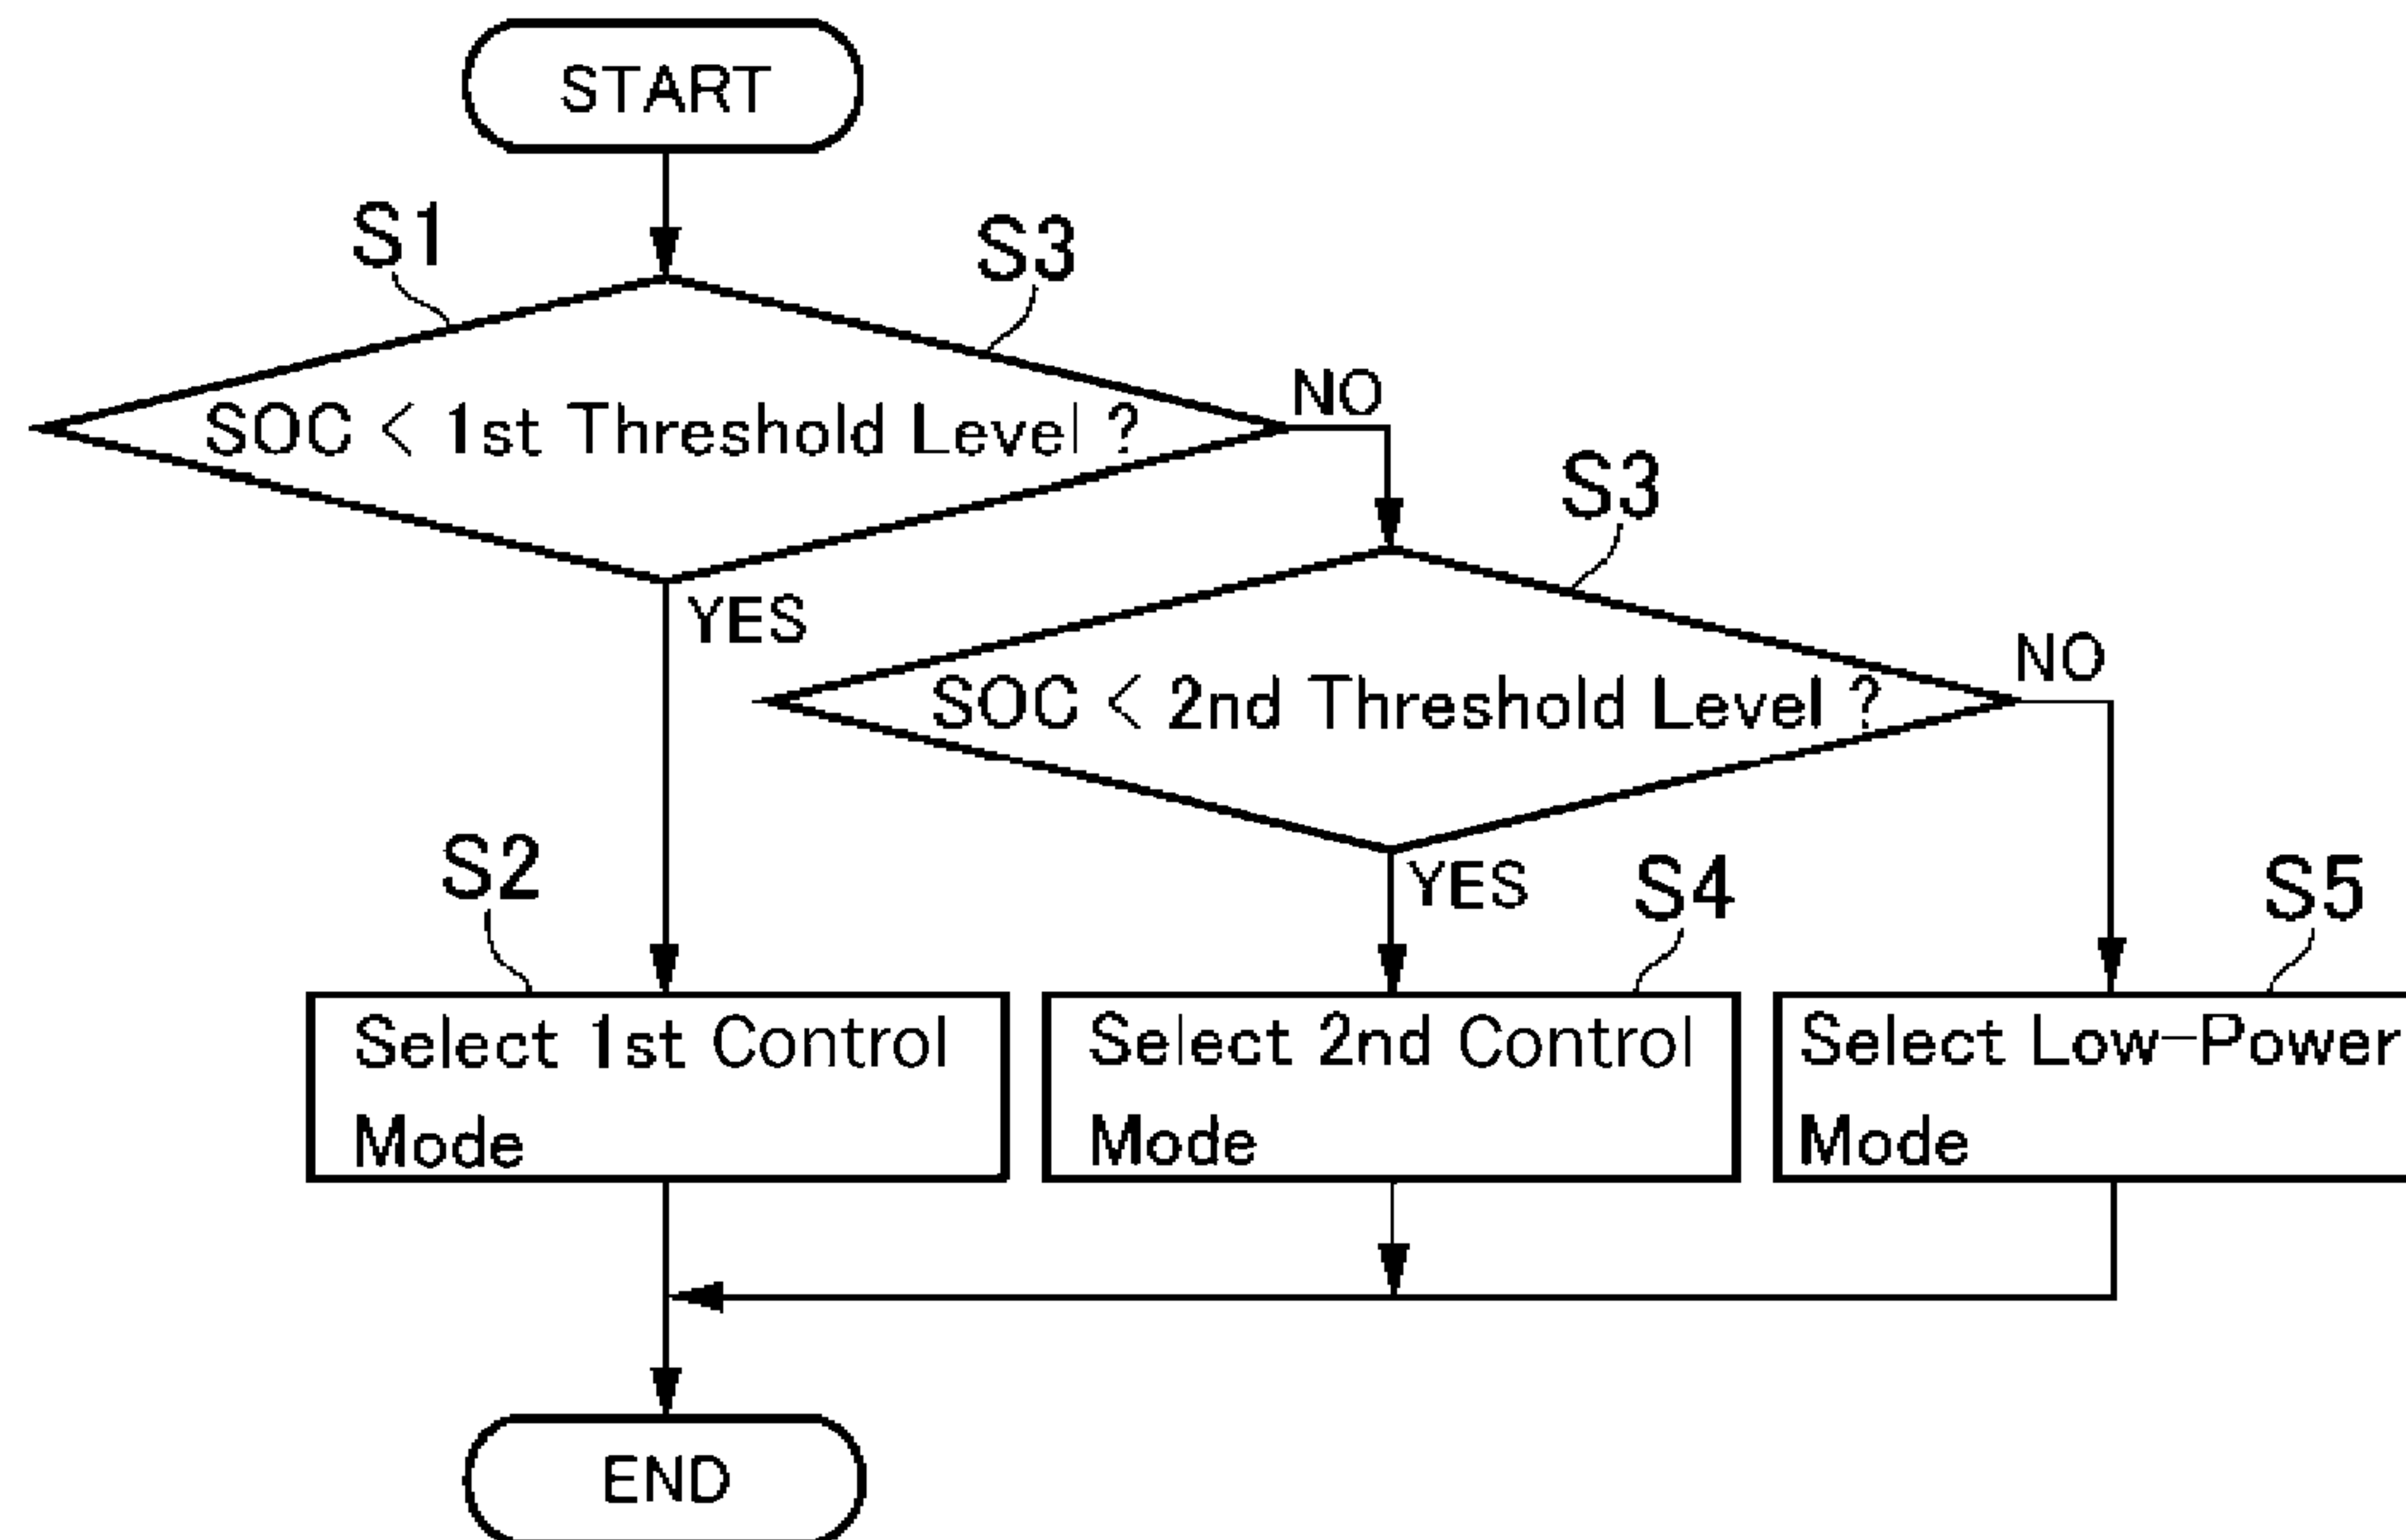 START
S1
S3
SOC < 1st Threshold Level ?
NO
YES
S3
SOC < 2nd Threshold Level ?
NO
YES
S2
S4
S5
Select 1st Control
Mode
Select 2nd Control
Mode
Select Low-Power
Mode
END